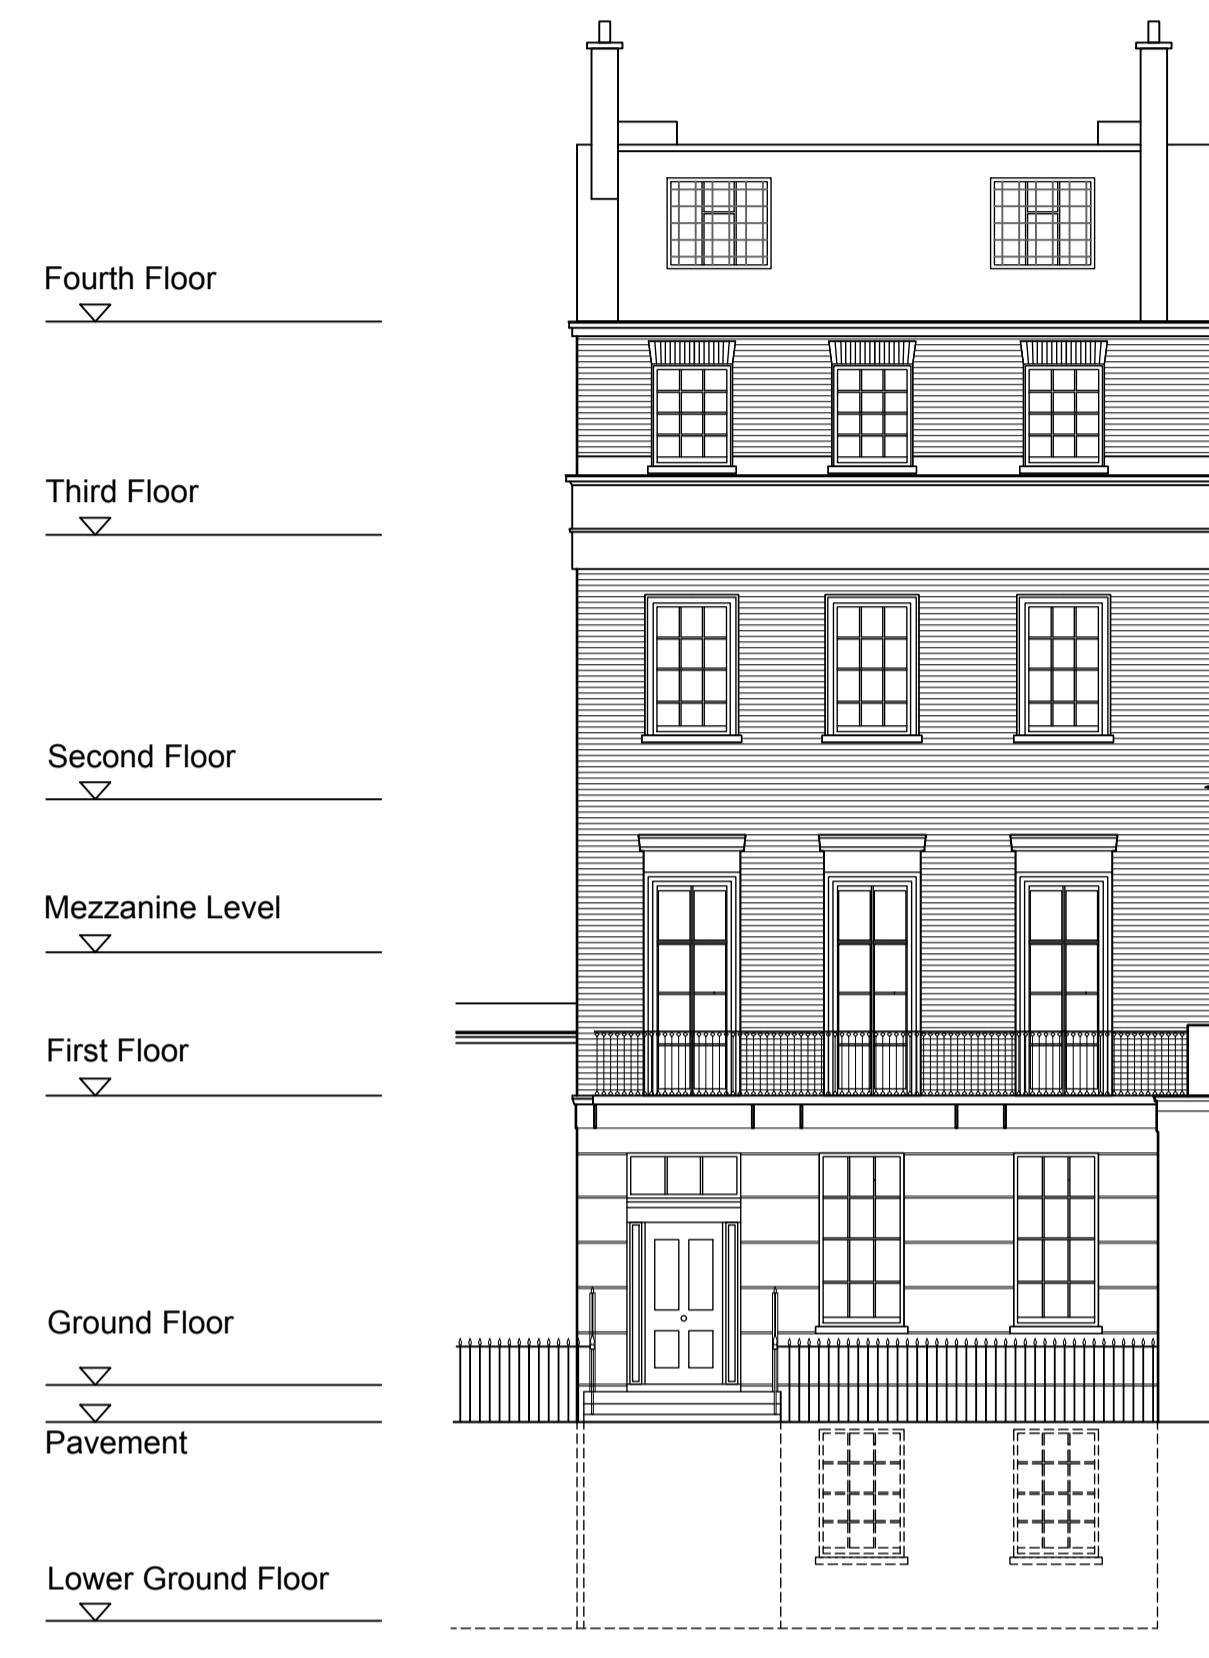 Fourth Floor
Third Floor
Second Floor
Mezzanine Level
First Floor
Ground Floor
Pavement
Lower Ground Floor